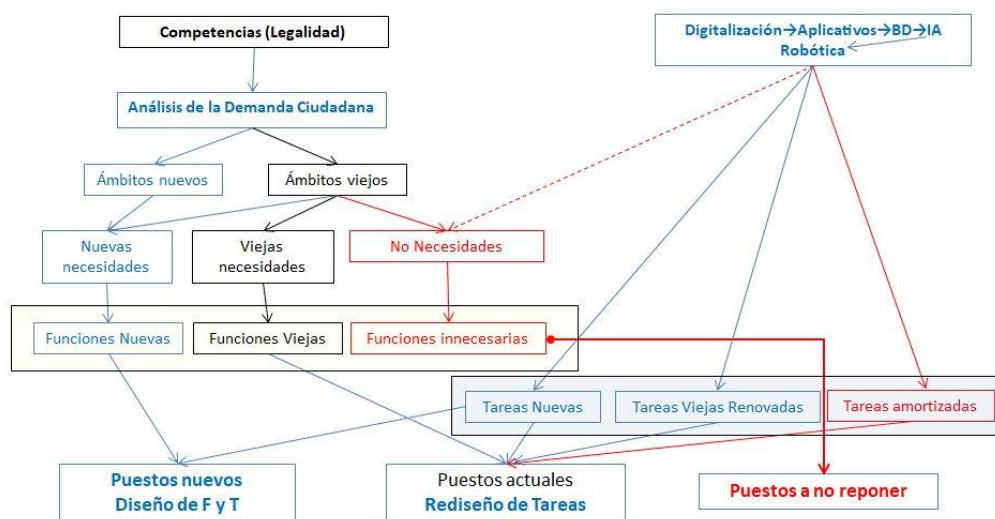 Competencias (Legalidad)
Digitalización→Aplicativos→BD→IA
Robótica
Análisis de la Demanda Ciudadana
Ámbitos nuevos
Ámbitos viejos
Nuevas
necesidades
Viejas
necesidades
No Necesidades
Funciones Nuevas
Funciones Viejas
Funciones innecesarias
Tareas Nuevas
Tareas Viejas Renovadas
Tareas amortizadas
Puestos nuevos
Diseño de F y T
Puestos actuales
Rediseño de Tareas
Puestos a no reponer